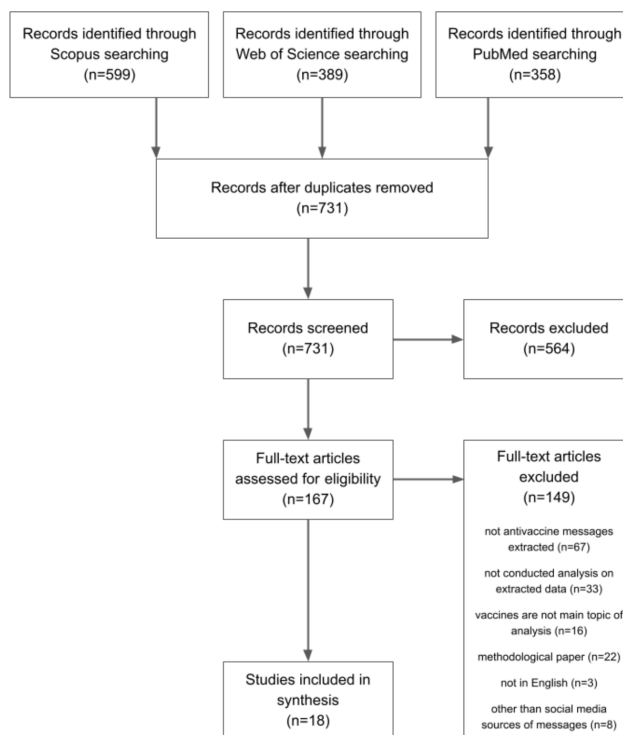 Records identified through
Scopus searching
(n=599)
Records identified through
Web of Science searching
(n=389)
Records identified through
PubMed searching
(n=358)
Records after duplicates removed
(n=731)
Records screened
(n=731)
Records excluded
(n=564)
Full-text articles
assessed for eligibility
(n=167)
Full-text articles
excluded
(n=149)
not antivaccine messages
extracted (n=67)
not conducted analysis on
extracted data (n=33)
vaccines are not main topic of
analysis (n=16)
methodological paper (n=22)
not in English (n=3)
other than social media
sources of messages (n=8)
Studies included in
synthesis
(n=18)